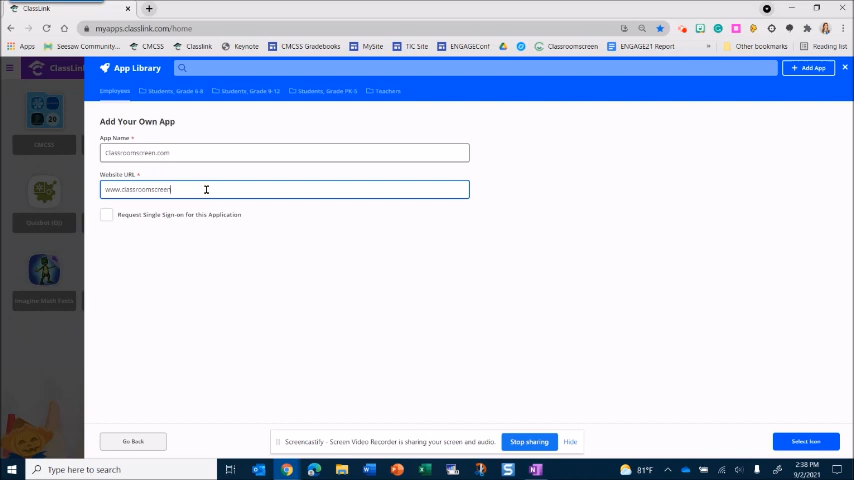 ClassLink
myapps.classlink.com/home
Apps
Seesaw Community...
CMCSS
Classlink
Keynote
CMCSS Gradebooks
MySite
TIC Site
ENGAGEConf
Classroomscreen
ENGAGE21 Report
»
Other bookmarks
Reading list
ClassLink
App Library
+ Add App
Employees
Students, Grade 6-8
Students, Grade 9-12
Students, Grade PK-5
Teachers
Add Your Own App
App Name *
Classroomscreen.com
Website URL *
www.classroomscreen
Request Single Sign-on for this Application
CMCSS
20
Quizbot (03)
Imagine Math Facts
Go Back
Screencastify - Screen Video Recorder is sharing your screen and audio.
Stop sharing
Hide
Select Icon
Type here to search
81°F
2:38 PM
9/2/2021